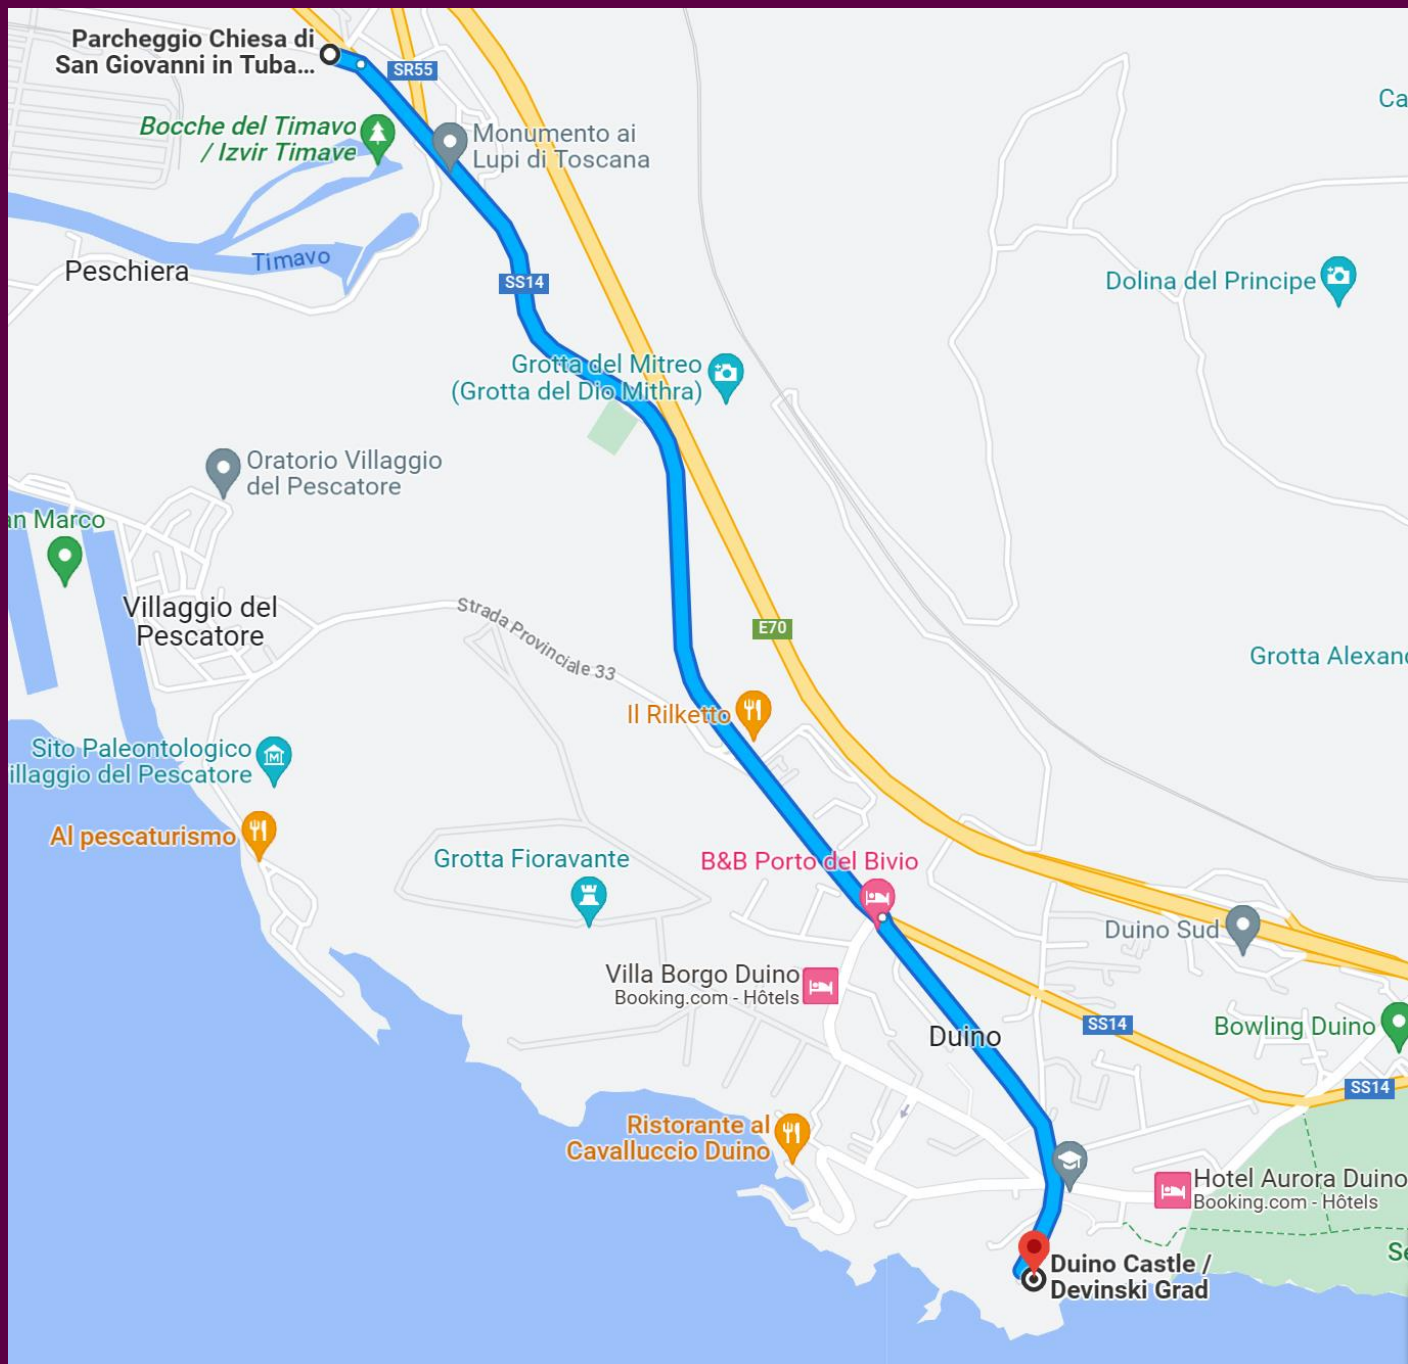 Parcheggio Chiesa di
San Giovanni in Tuba...
SR55
Ca
Bocche del Timavo
/ Izvir Timave
Monumento ai
Lupi di Toscana
Timavo
Peschiera
SS14
Dolina del Principe
Grotta del Mitreo
(Grotta del Dio Mithra)
Oratorio Villaggio
del Pescatore
an Marco
Villaggio del
Pescatore
Strada Provinciale 33
E70
Grotta Alexand
Il Rilketto
Sito Paleontologico
illaggio del Pescatore
Al pescaturismo
Grotta Fioravante
B&B Porto del Bivio
Duino Sud
Villa Borgo Duino
Booking.com - Hôtels
SS14
Bowling Duino
Duino
SS14
Ristorante al
Cavalluccio Duino
Hotel Aurora Duino
Booking.com - Hôtels
Se
Duino Castle /
Devinski Grad